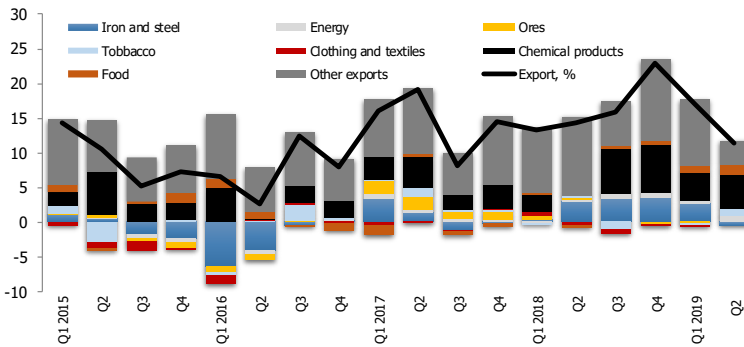 30
25
20
15
10
5
0
-5
-10
Iron and steel Energy Ores
Tobbacco Clothing and textiles Chemical products
Food Other exports Export, %
Q1 2015 Q2 Q3 Q4 Q1 2016 Q2 Q3 Q4 Q1 2017 Q2 Q3 Q1 2018 Q2 Q3 Q4 Q1 2019 Q2